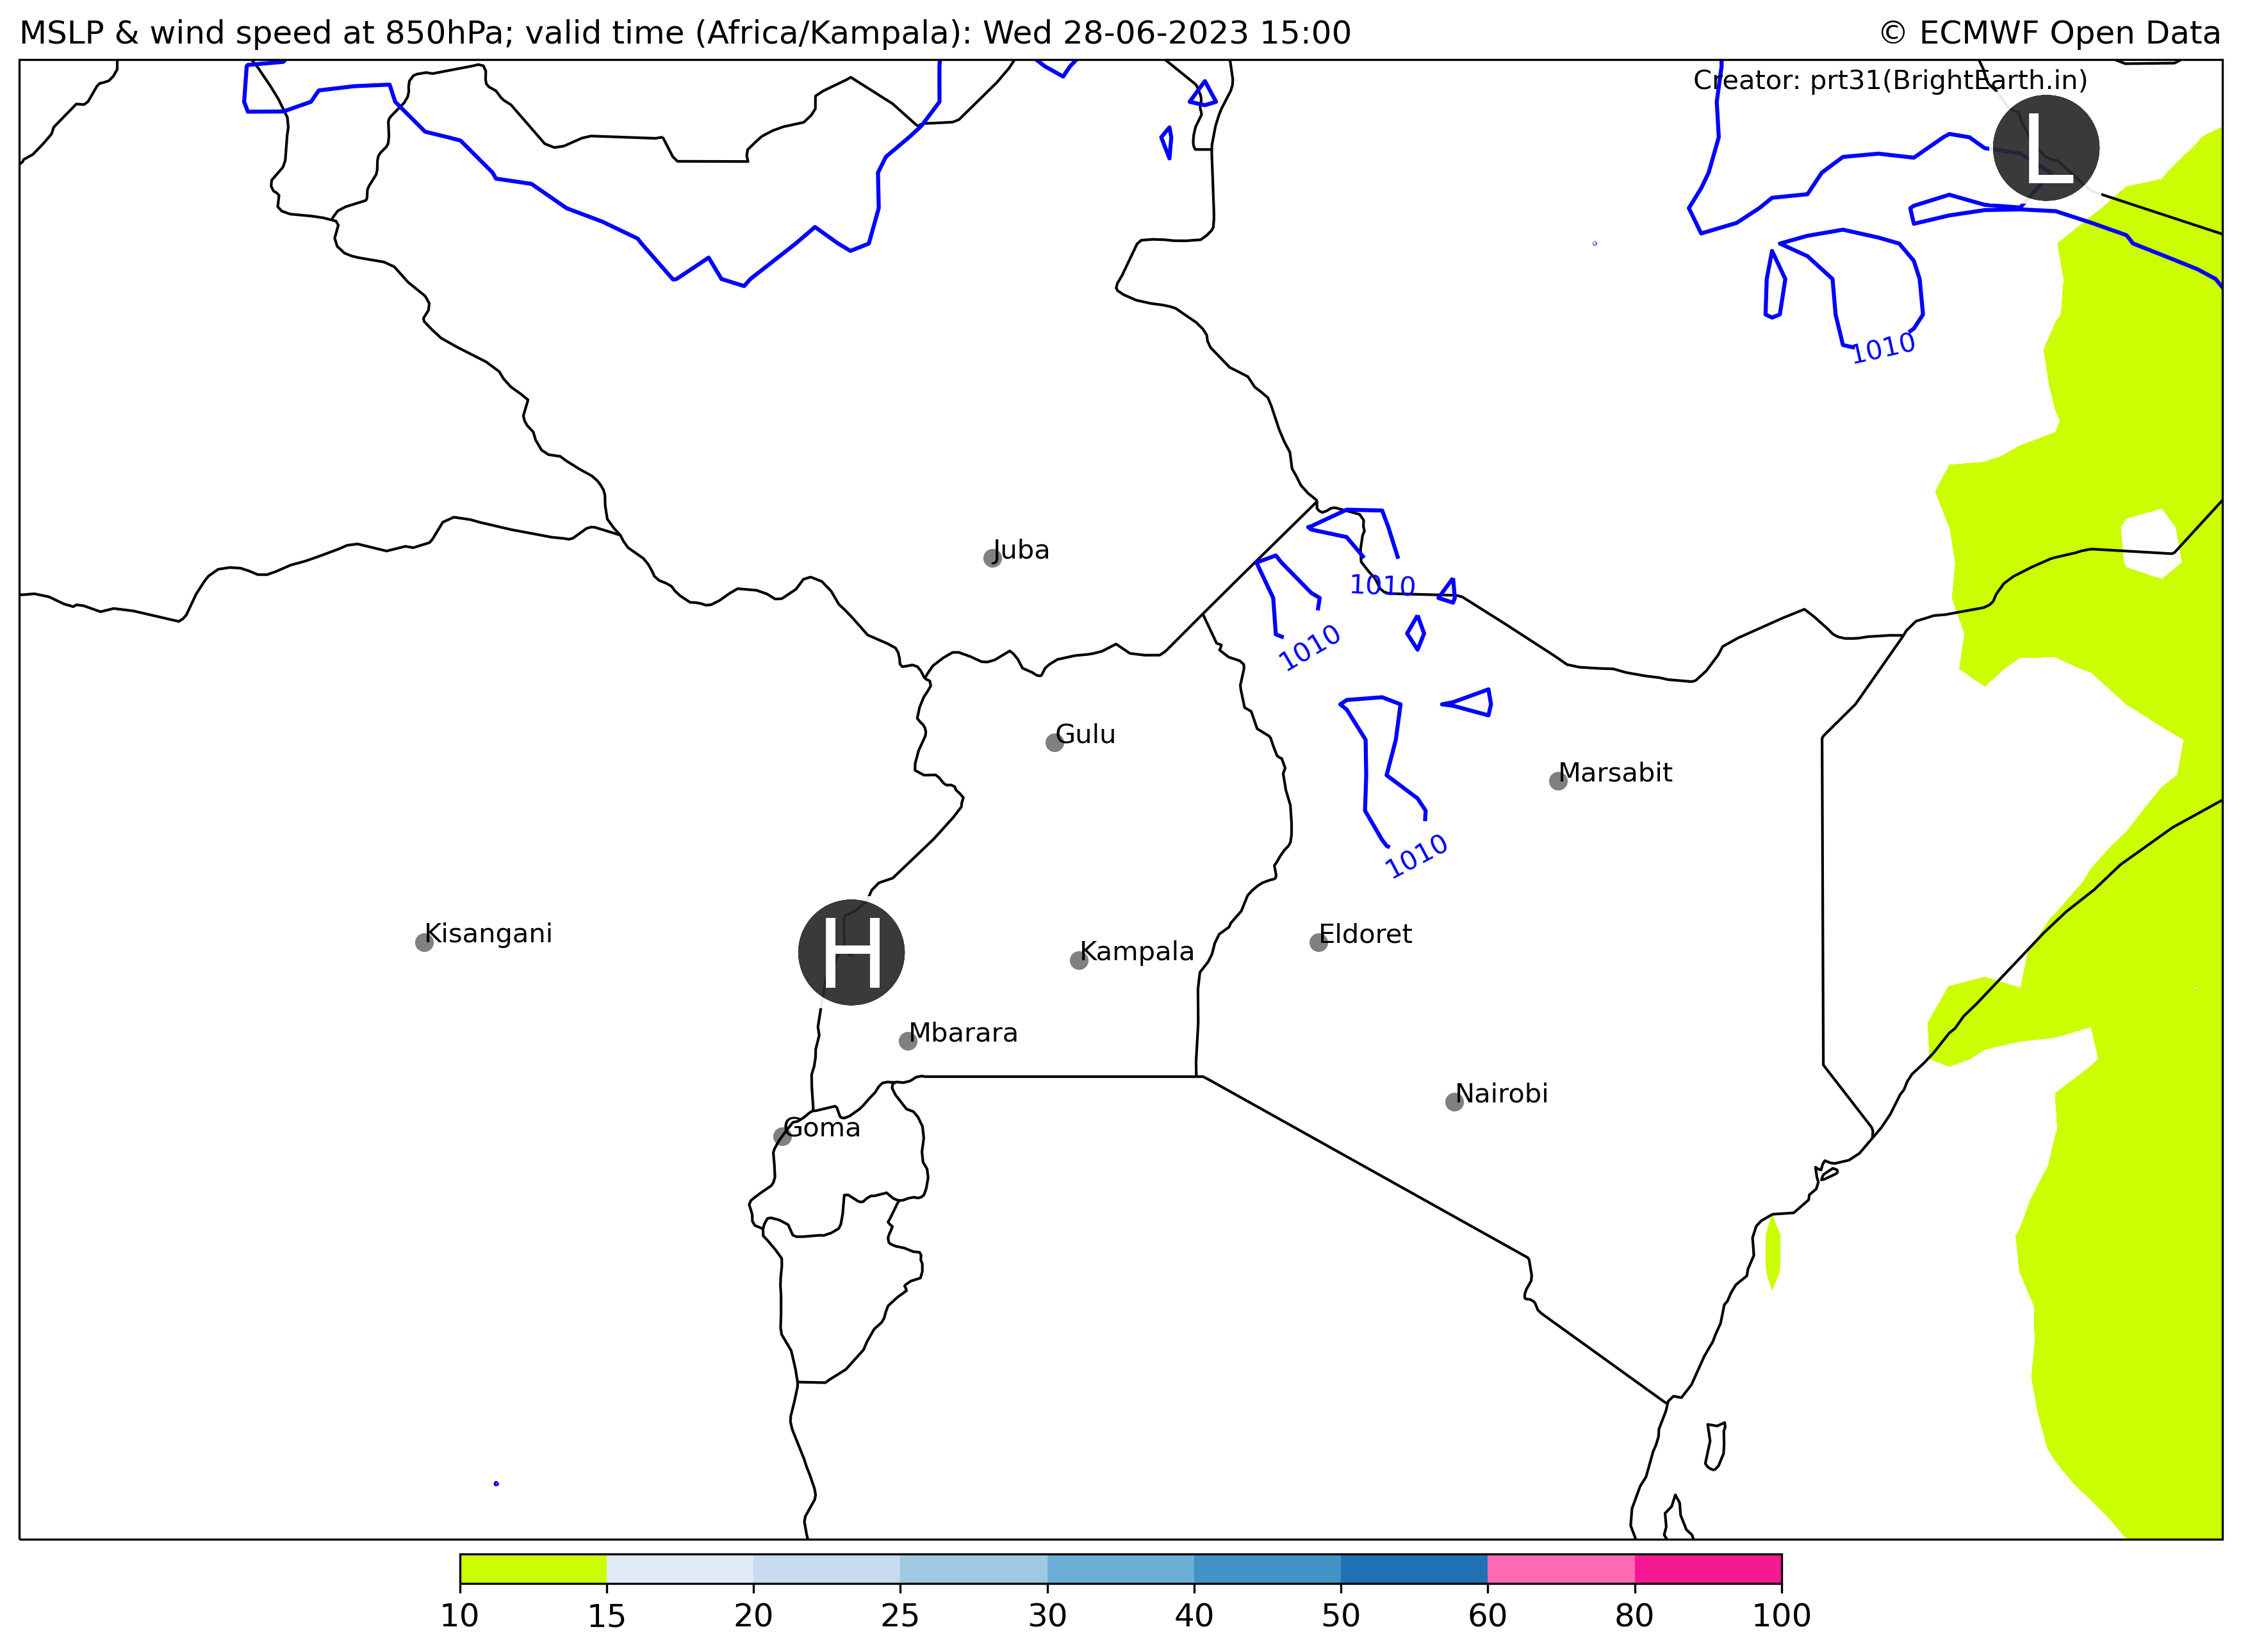 MSLP & wind speed at 850hPa; valid time (Africa/Kampala): Wed 28-06-2023 15:00
© ECMWF Open Data
Creator: prt31(BrightEarth.in)
L
1010
Juba
1010
1010
Gulu
Marsabit
1010
Kisangani
H
Kampala
Eldoret
Mbarara
Nairobi
Goma
10 15 20 25 30 40 50 60 80 100